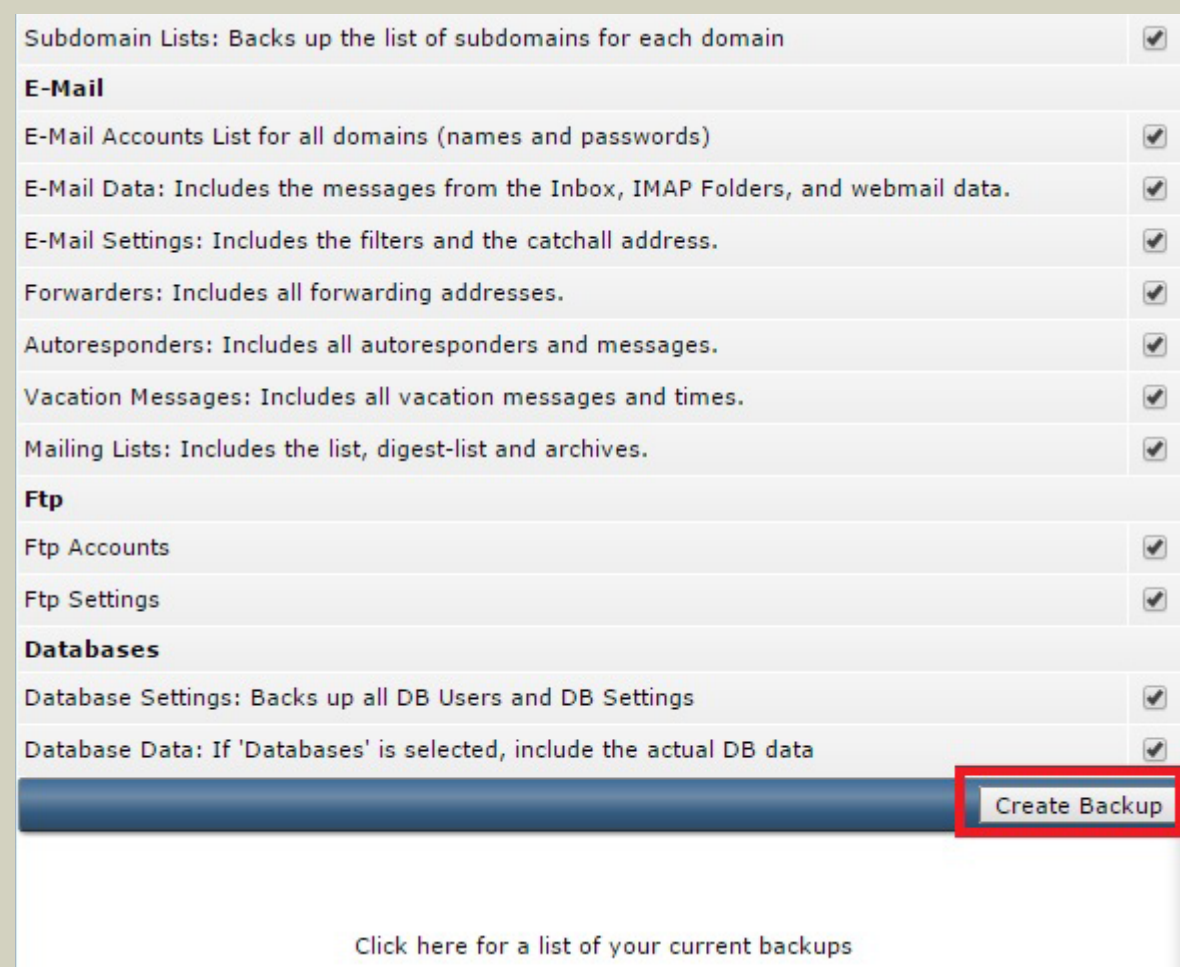 Subdomain Lists: Backs up the list of subdomains for each domain
E-Mail
E-Mail Accounts List for all domains (names and passwords)
E-Mail Data: Includes the messages from the Inbox, IMAP Folders, and webmail data.
E-Mail Settings: Includes the filters and the catchall address.
Forwarders: Includes all forwarding addresses.
Autoresponders: Includes all autoresponders and messages.
Vacation Messages: Includes all vacation messages and times.
Mailing Lists: Includes the list, digest-list and archives.
Ftp
Ftp Accounts
Ftp Settings
Databases
Database Settings: Backs up all DB Users and DB Settings
Database Data: If 'Databases' is selected, include the actual DB data
Create Backup
Click here for a list of your current backups